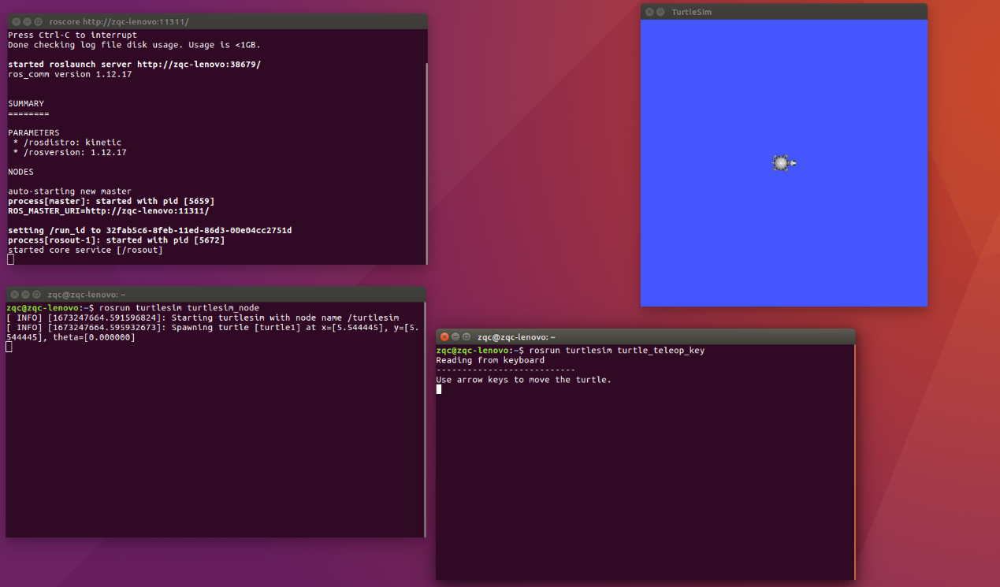 roscore http://zqc-lenovo:11311/
Press Ctrl-C to interrupt
Done checking log file disk usage. Usage is <1GB.
started roslaunch server http://zqc-lenovo:38679/
ros_comm version 1.12.17
SUMMARY
========
PARAMETERS
* /rosdistro: kinetic
* /rosversion: 1.12.17
NODES
auto-starting new master
process[master]: started with pid [5659]
ROS_MASTER_URI=http://zqc-lenovo:11311/
setting /run_id to 32fab5c6-8feb-11ed-86d3-00e04cc2751d
process[rosout-1]: started with pid [5672]
started core service [/rosout]
TurtleSim
zqc@zqc-lenovo: ~
zqc@zqc-lenovo:~$ rosrun turtlesim turtlesim_node
[ INFO] [1673247664.591596824]: Starting turtlesim with node name /turtlesim
[ INFO] [1673247664.595932673]: Spawning turtle [turtle1] at x=[5.544445], y=[5.
544445], theta=[0.000000]
zqc@zqc-lenovo: ~
zqc@zqc-lenovo:~$ rosrun turtlesim turtle_teleop_key
Reading from keyboard
---------------------------
Use arrow keys to move the turtle.